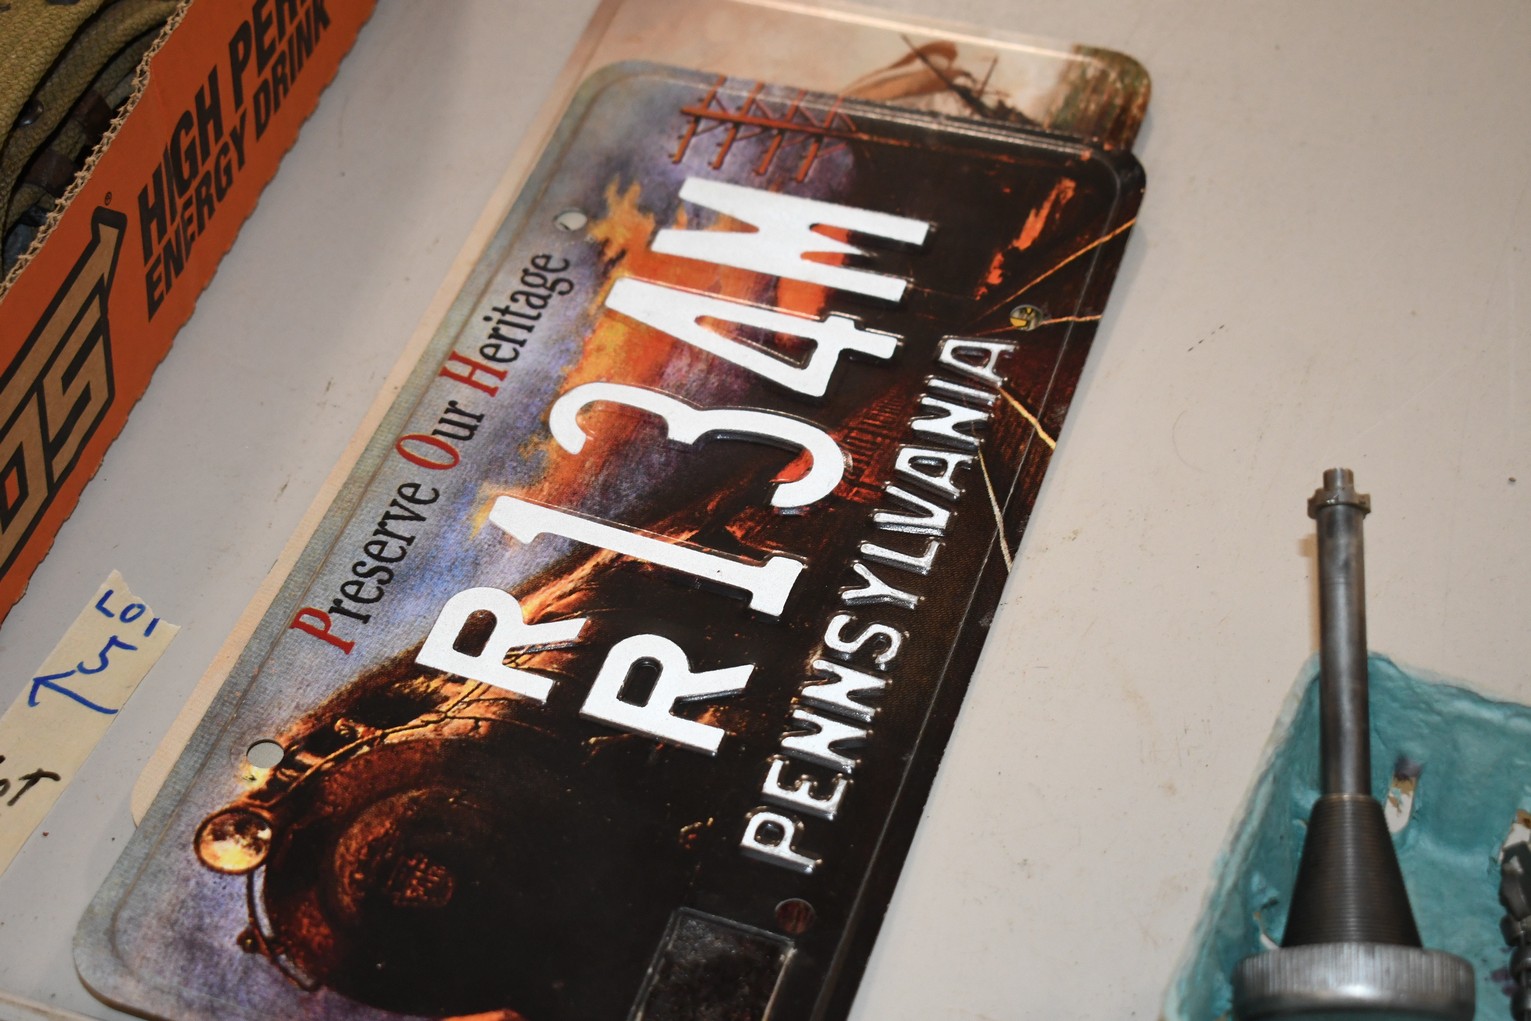 HIGH PER
ENERGY DRINK
®
LOT
5
Preserve Our Heritage
R
R134M
PENNSYLVANIA